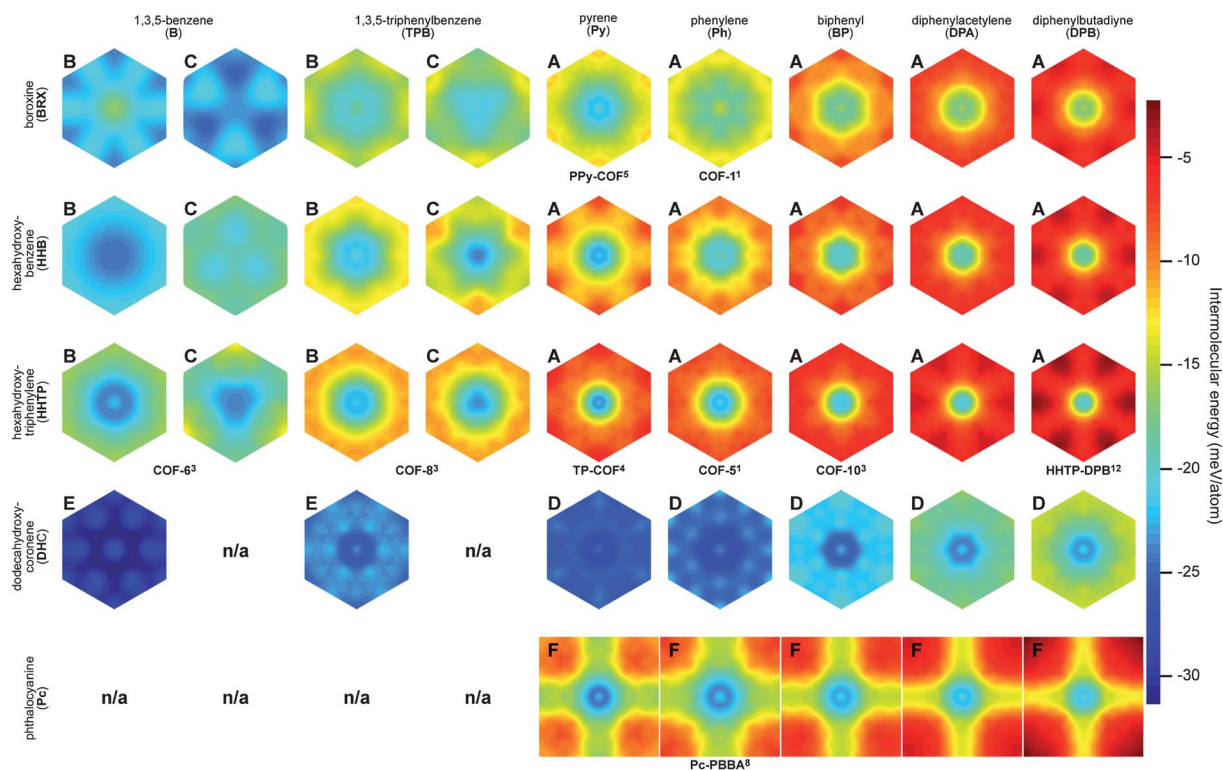 1,3,5-benzene
(B)
1,3,5-triphenylbenzene
(TPB)
pyrene
(Py)
phenylene
(Ph)
biphenyl
(BP)
diphenylacetylene
(DPA)
diphenylbutadiyne
(DPB)
boroxine
(BRX)
B C B C A A A A A
PPy-COF⁵ COF-1¹
hexahydroxy-
benzene
(HHB)
B C B C A A A A A
hexahydroxy-
triphenylene
(HHTP)
B C B C A A A A A
COF-6³ COF-8³ TP-COF⁴ COF-5¹ COF-10³ HHTP-DPB¹²
dodecahydroxy-
coronene
(DHC)
E n/a E n/a D D D D D
phthalocyanine
(Pc)
n/a n/a n/a n/a F F F F F
Pc-PBBA⁸
-5
-10
-15
-20
-25
-30
Intermolecular energy (meV/atom)